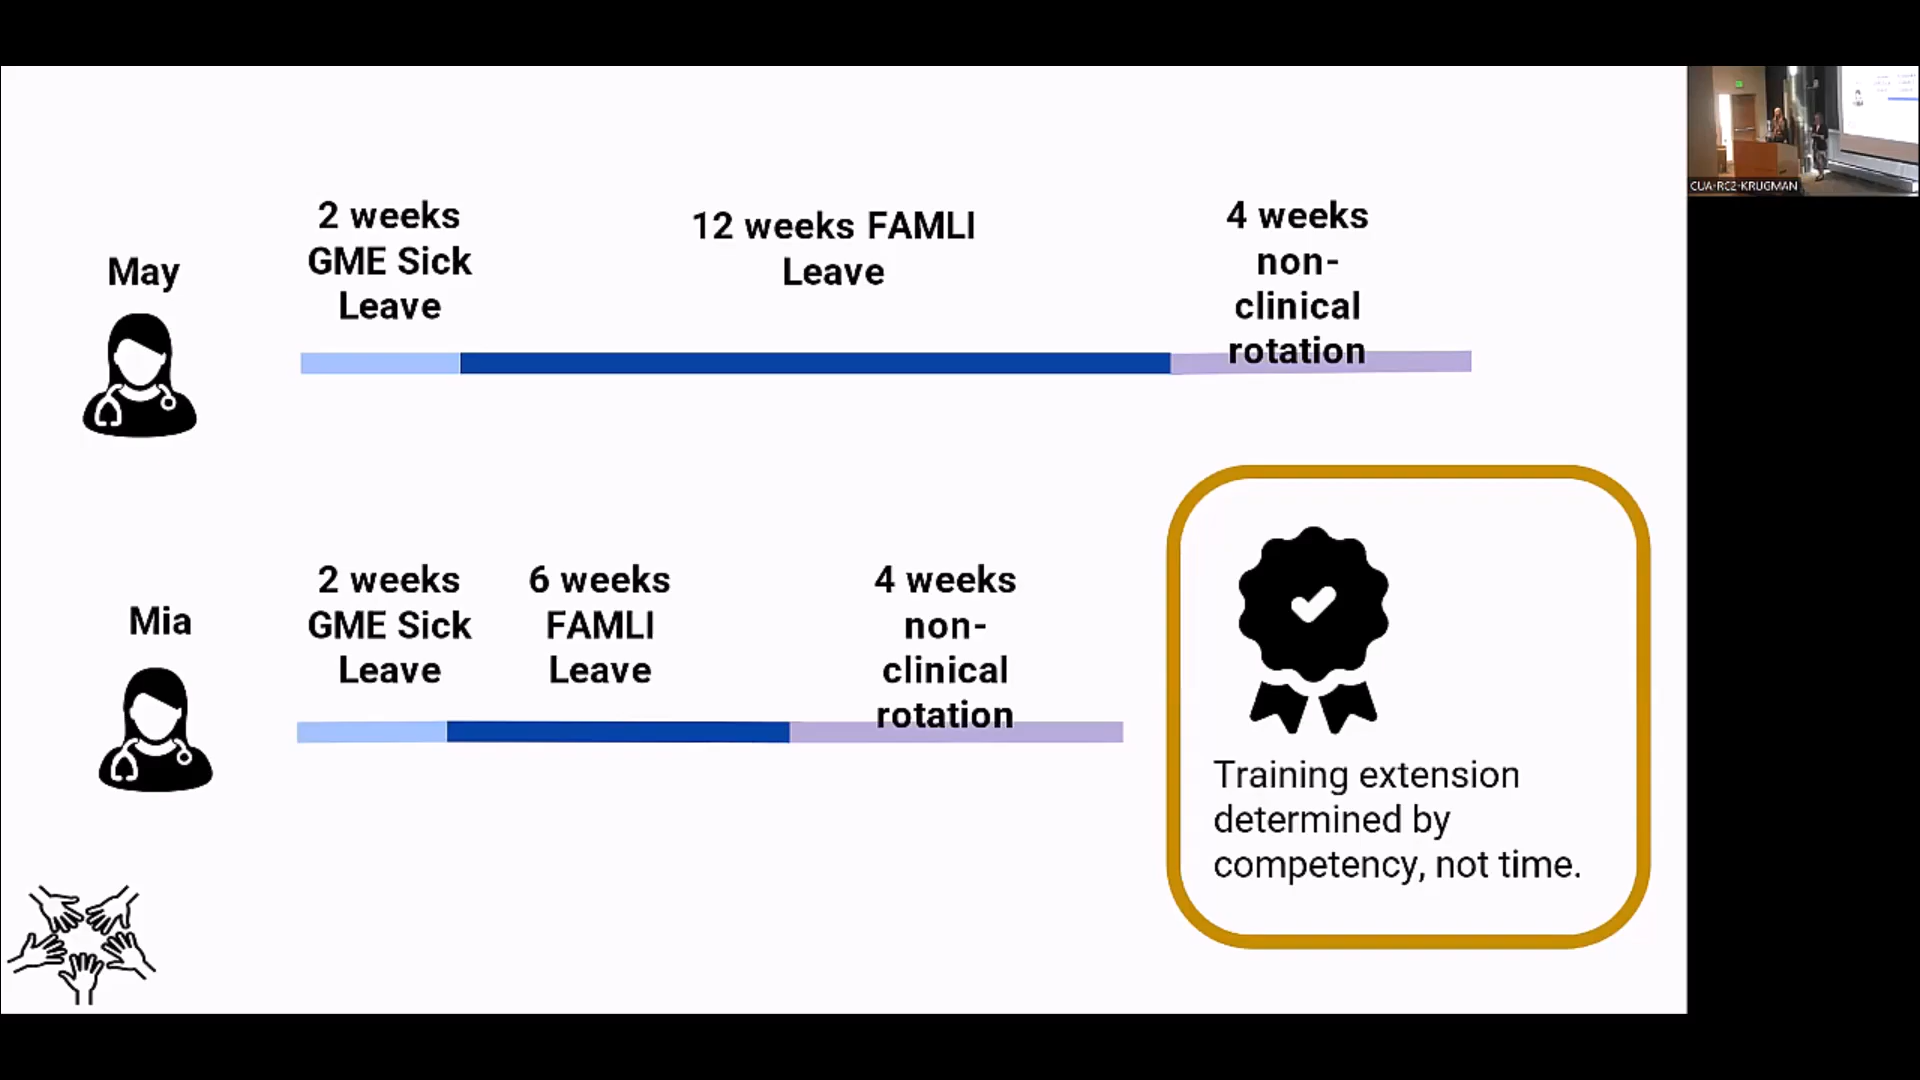 May
2 weeks
GME Sick
Leave
12 weeks FAMLI
Leave
4 weeks
non-
clinical
rotation
Mia
2 weeks
GME Sick
Leave
6 weeks
FAMLI
Leave
4 weeks
non-
clinical
rotation
Training extension
determined by
competency, not time.
CUA-RC2-KRUGMAN